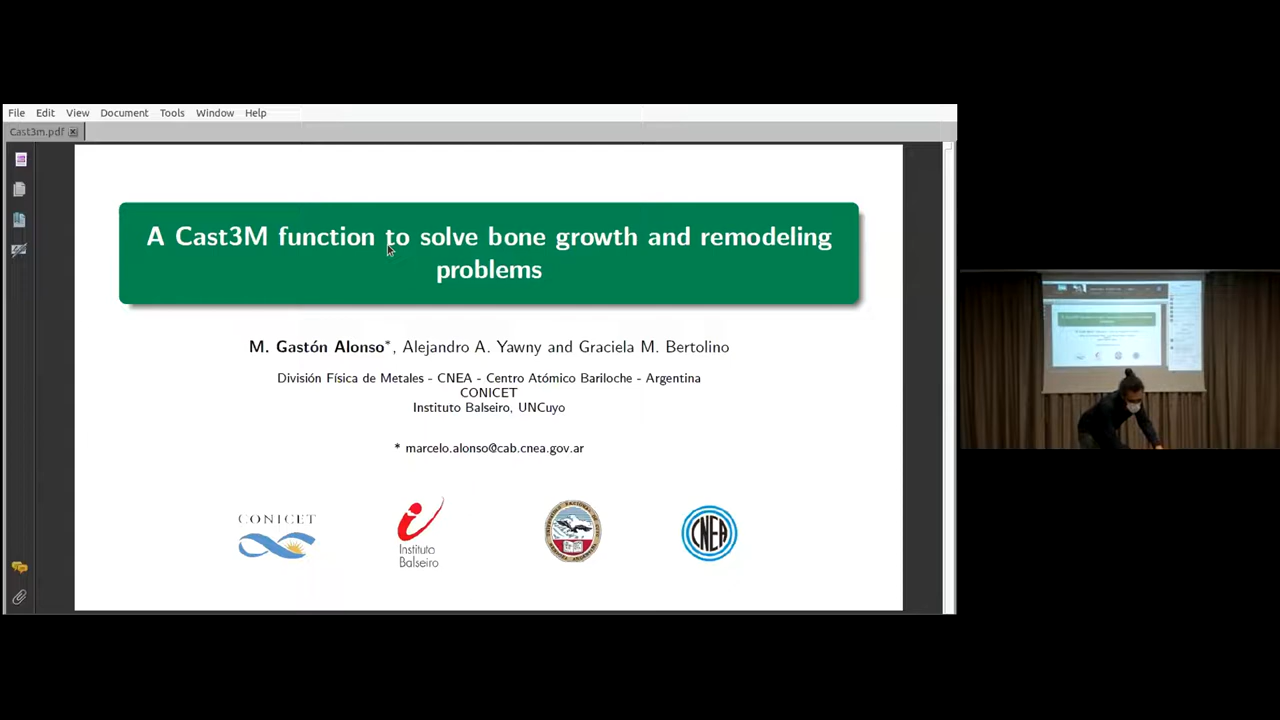 File Edit View Document Tools Window Help
Cast3m.pdf
A Cast3M function to solve bone growth and remodeling
problems
M. Gastón Alonso*, Alejandro A. Yawny and Graciela M. Bertolino
División Física de Metales - CNEA - Centro Atómico Bariloche - Argentina
CONICET
Instituto Balseiro, UNCuyo
* marcelo.alonso@cab.cnea.gov.ar
CONICET
Instituto
Balseiro
CNEA